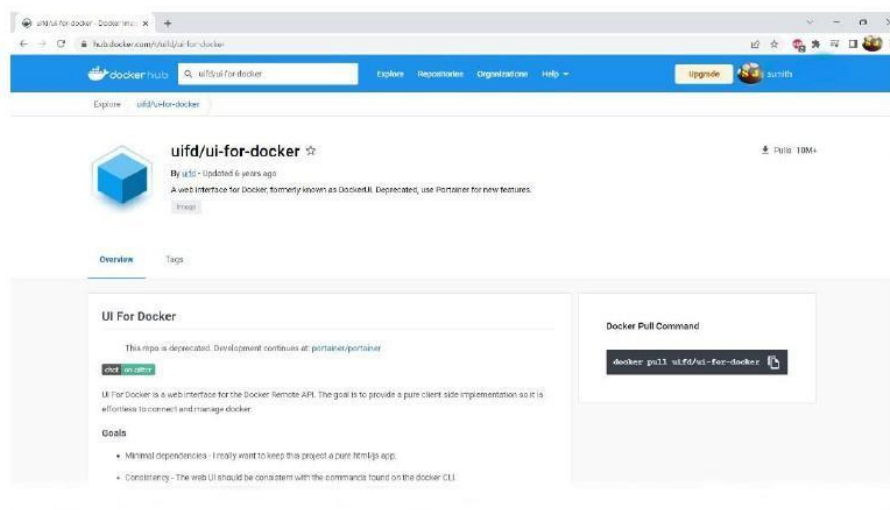 uifd/ui-for-docker - Docker Ima
hub.docker.com/r/uifd/ui-for-docker
docker hub
uifd/ui-for-docker
Explore Repositories Organizations Help
Upgrade
sumith
Explore uifd/ui-for-docker
uifd/ui-for-docker
Pulls 10M+
By uifd • Updated 6 years ago
A web interface for Docker, formerly known as DockerUI. Deprecated, use Portainer for new features.
Image
Overview Tags
UI For Docker
This repo is deprecated. Development continues at: portainer/portainer
chat on gitter
UI For Docker is a web interface for the Docker Remote API. The goal is to provide a pure client side implementation so it is
effortless to connect and manage docker.
Goals
• Minimal dependencies - I really want to keep this project a pure html/js app.
• Consistency - The web UI should be consistent with the commands found on the docker CLI.
Docker Pull Command
docker pull uifd/ui-for-docker